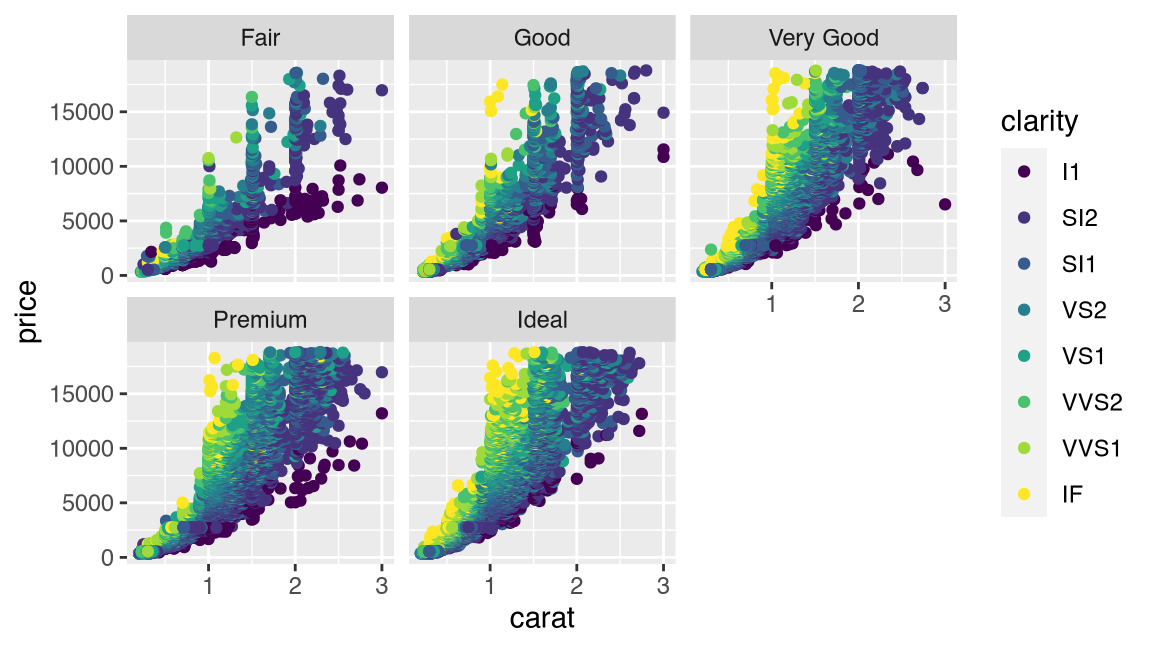 Fair
Good
Very Good
15000
10000
5000
0
1 2 3
Premium
Ideal
15000
10000
5000
0
1 2 3
1 2 3
price
carat
clarity
I1
SI2
SI1
VS2
VS1
VVS2
VVS1
IF